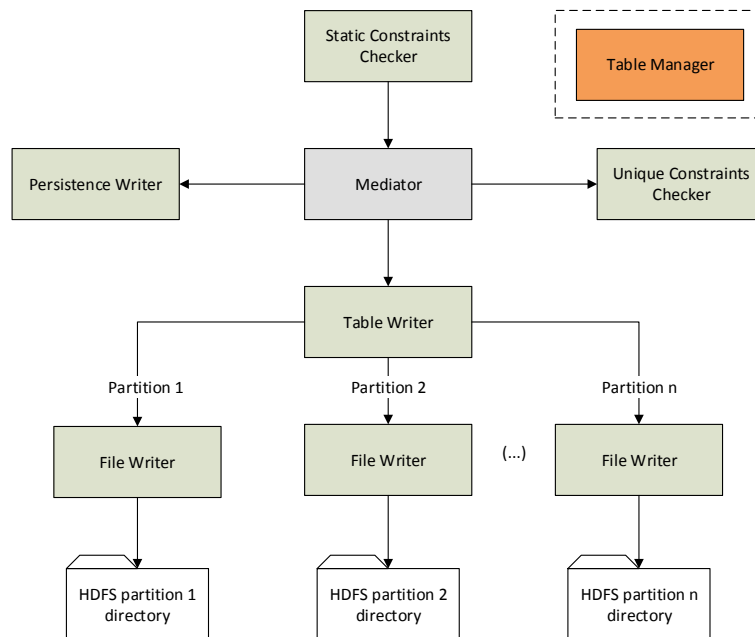 Static Constraints
Checker
Table Manager
Persistence Writer
Mediator
Unique Constraints
Checker
Table Writer
Partition 1
Partition 2
Partition n
File Writer
File Writer
(...)
File Writer
HDFS partition 1
directory
HDFS partition 2
directory
HDFS partition n
directory